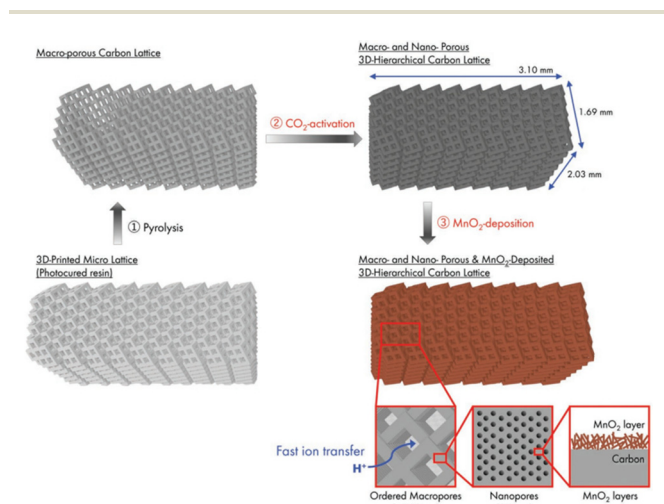 Macro-porous Carbon Lattice
Macro- and Nano- Porous
3D-Hierarchical Carbon Lattice
3.10 mm
② CO₂-activation
1.69 mm
2.03 mm
① Pyrolysis
③ MnO₂-deposition
3D-Printed Micro Lattice
(Photocured resin)
Macro- and Nano- Porous & MnO₂-Deposited
3D-Hierarchical Carbon Lattice
Fast ion transfer
H⁺
MnO₂ layer
Carbon
Ordered Macropores
Nanopores
MnO₂ layers